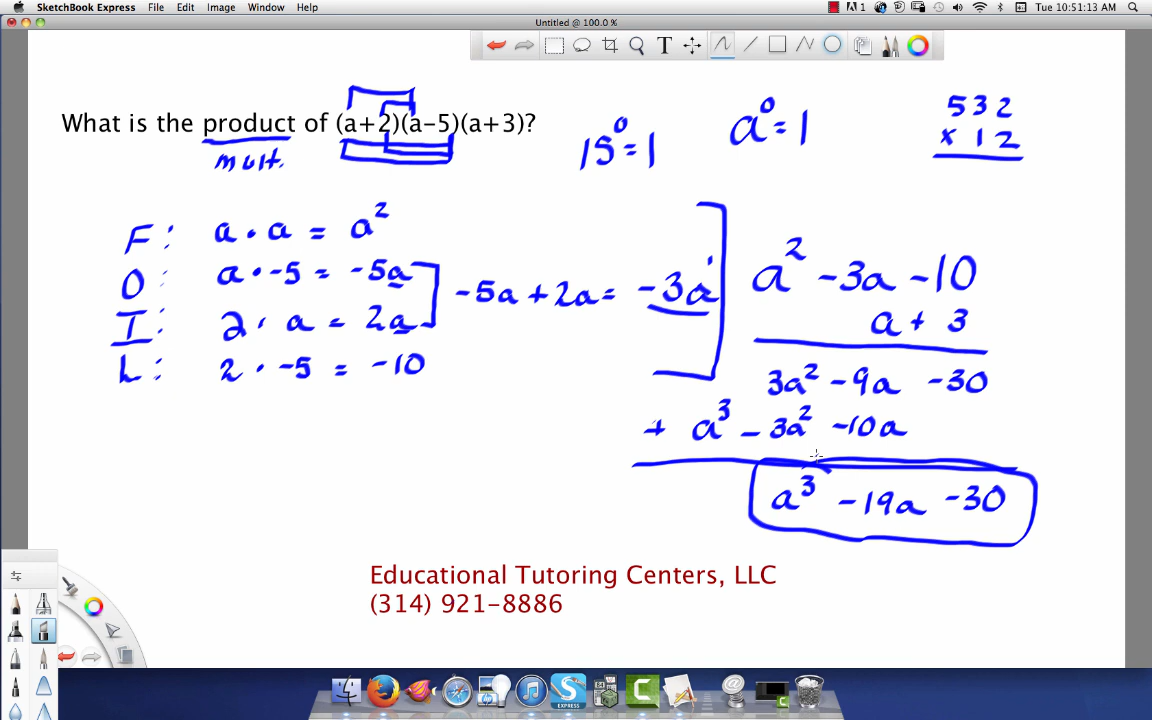 SketchBook Express File Edit Image Window Help A 1 Tue 10:51:13 AM
Untitled @ 100.0 %
T
What is the product of (a+2)(a-5)(a+3)?
mult.
15⁰=1
a⁰=1
532
x 12
F: a · a = a²
O: a · -5 = -5a
I: 2 · a = 2a
L: 2 · -5 = -10
-5a+2a= -3a¹
a² -3a -10
a + 3
3a² -9a -30
+ a³ - 3a² -10a
a³ -19a -30
Educational Tutoring Centers, LLC
(314) 921-8886